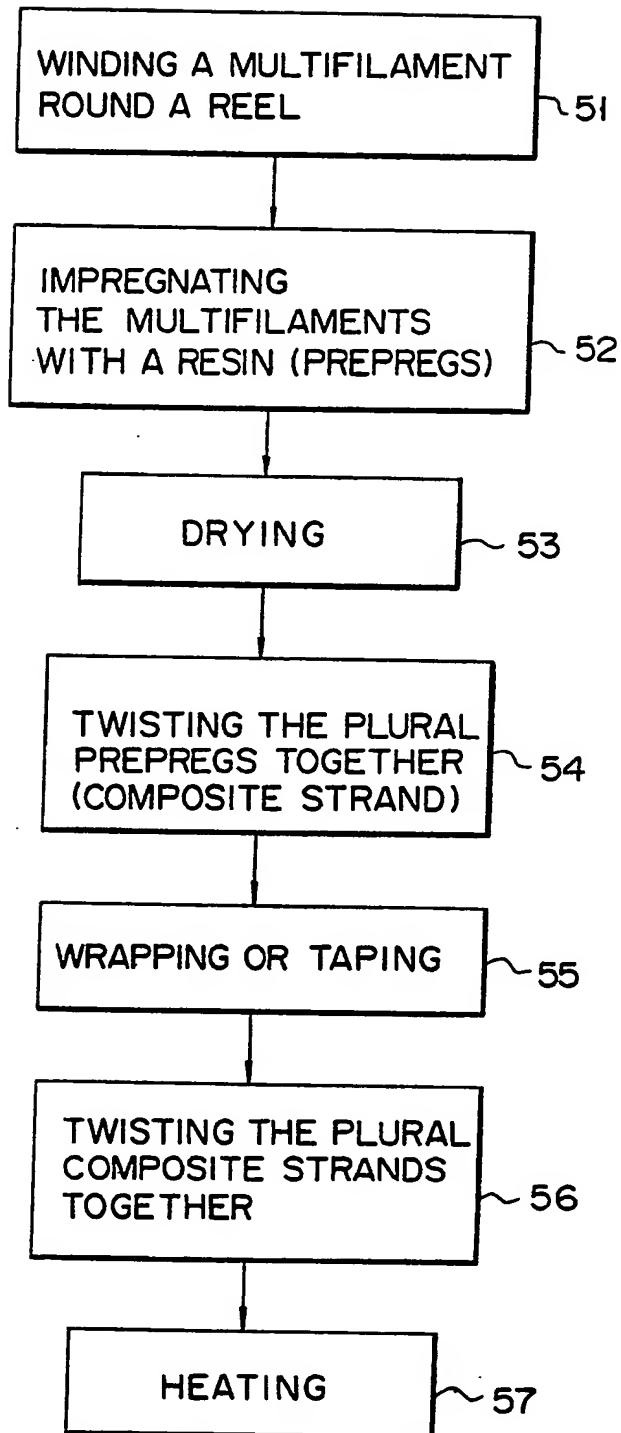 WINDING A MULTIFILAMENT
ROUND A REEL
51
IMPREGNATING
THE MULTIFILAMENTS
WITH A RESIN (PREPREGS)
52
DRYING
53
TWISTING THE PLURAL
PREPREGS TOGETHER
(COMPOSITE STRAND)
54
WRAPPING OR TAPING
55
TWISTING THE PLURAL
COMPOSITE STRANDS
TOGETHER
56
HEATING
57